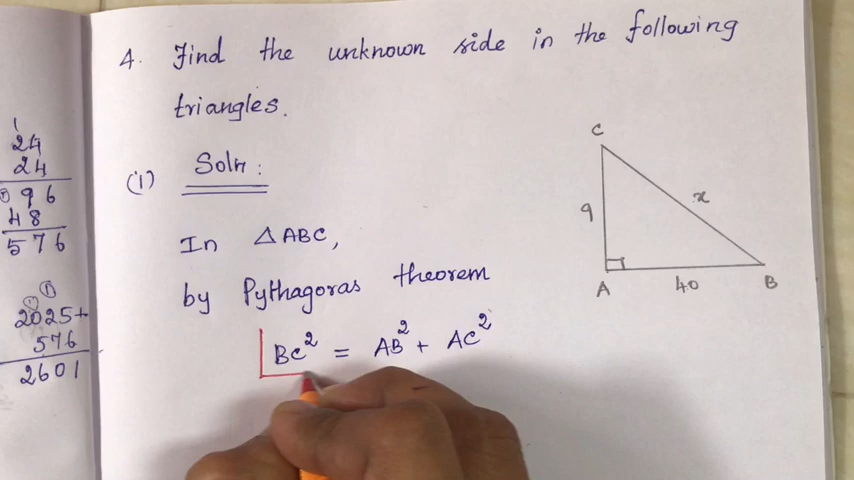 4. Find the unknown side in the following
triangles.
(i) Soln:
In △ABC,
by Pythagoras theorem
BC² = AB² + AC²
C
9
x
A
40
B
1
24
24
96
48
576
2025+
576
2601